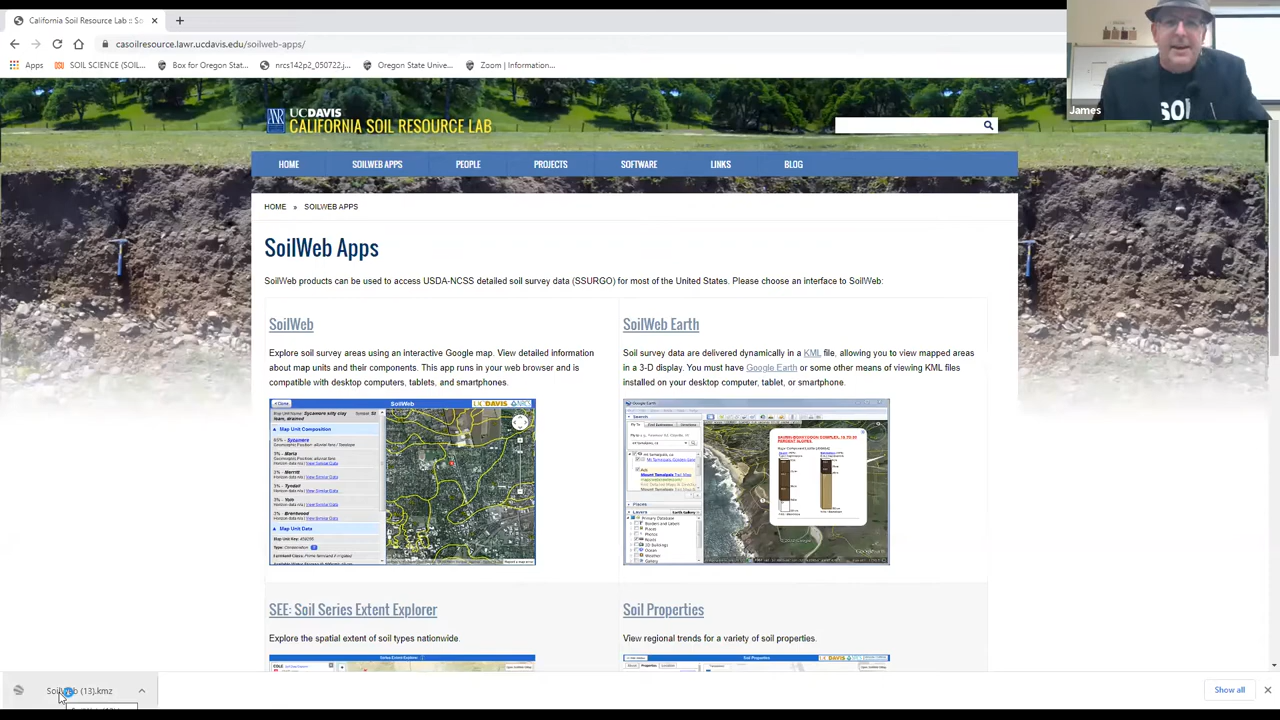 California Soil Resource Lab :: So
casoilresource.lawr.ucdavis.edu/soilweb-apps/
Apps
SOIL SCIENCE (SOIL...
Box for Oregon Stat...
nrcs142p2_050722.j...
Oregon State Unive...
Zoom | Information...
James
UCDAVIS
CALIFORNIA SOIL RESOURCE LAB
HOME SOILWEB APPS PEOPLE PROJECTS SOFTWARE LINKS BLOG
HOME » SOILWEB APPS
SoilWeb Apps
SoilWeb products can be used to access USDA-NCSS detailed soil survey data (SSURGO) for most of the United States. Please choose an interface to SoilWeb:
SoilWeb
Explore soil survey areas using an interactive Google map. View detailed information
about map units and their components. This app runs in your web browser and is
compatible with desktop computers, tablets, and smartphones.
SoilWeb
UCDAVIS
Map Unit Composition
Map Unit Data
SoilWeb Earth
Soil survey data are delivered dynamically in a KML file, allowing you to view mapped areas
in a 3-D display. You must have Google Earth or some other means of viewing KML files
installed on your desktop computer, tablet, or smartphone.
SEE: Soil Series Extent Explorer
Explore the spatial extent of soil types nationwide.
Soil Properties
View regional trends for a variety of soil properties.
(13).kmz
Show all